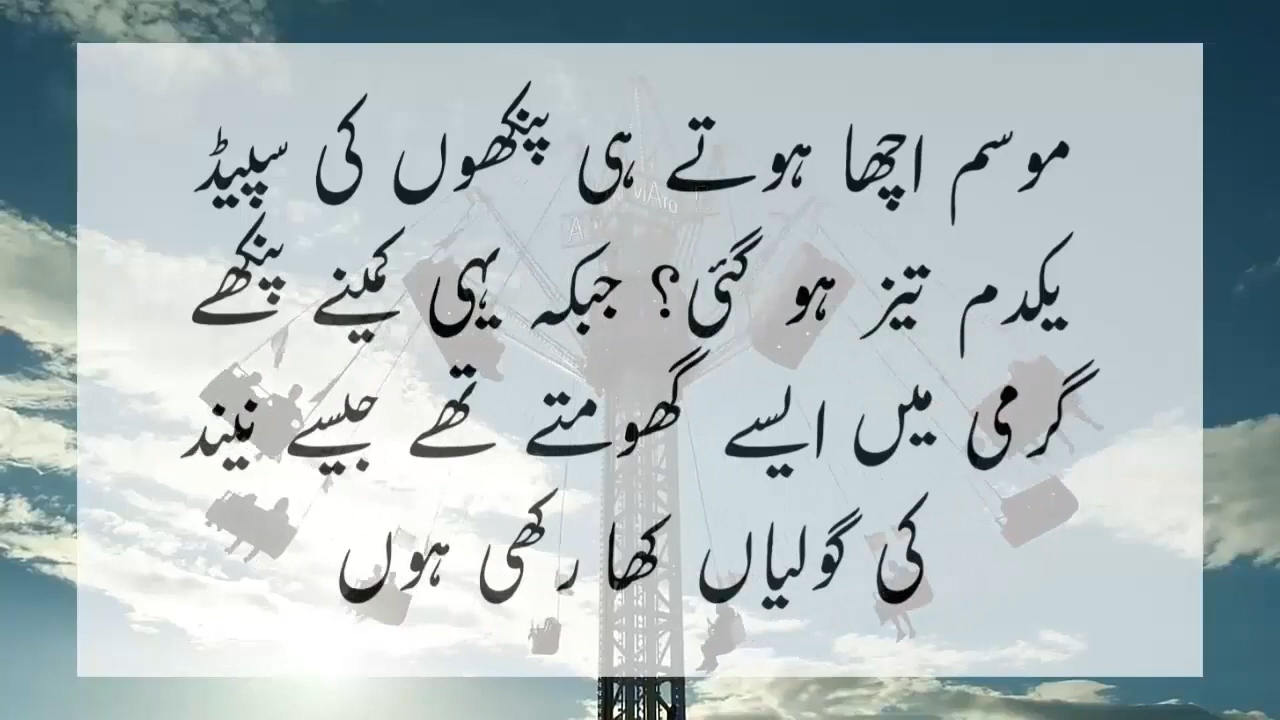 موسم اچھا ہوتے ہی پنکھوں کی سپیڈ
یکدم تیز ہو گئی؟ جبکہ یہی کمینے پنکھے
گرمی میں ایسے گھومتے تھے جیسے نیند
کی گولیاں کھا رکھی ہوں